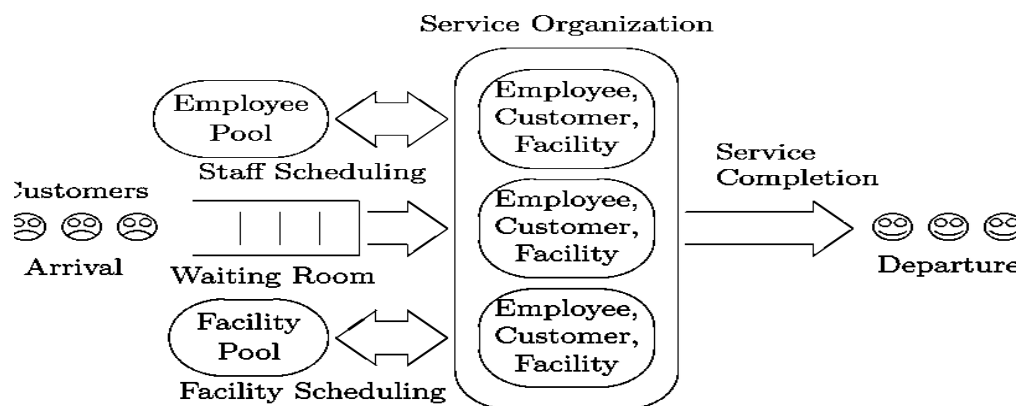 Service Organization
Employee
Pool
Staff Scheduling
Employee,
Customer,
Facility
Service
Completion
Customers
Arrival
Waiting Room
Employee,
Customer,
Facility
Departure
Facility
Pool
Facility Scheduling
Employee,
Customer,
Facility